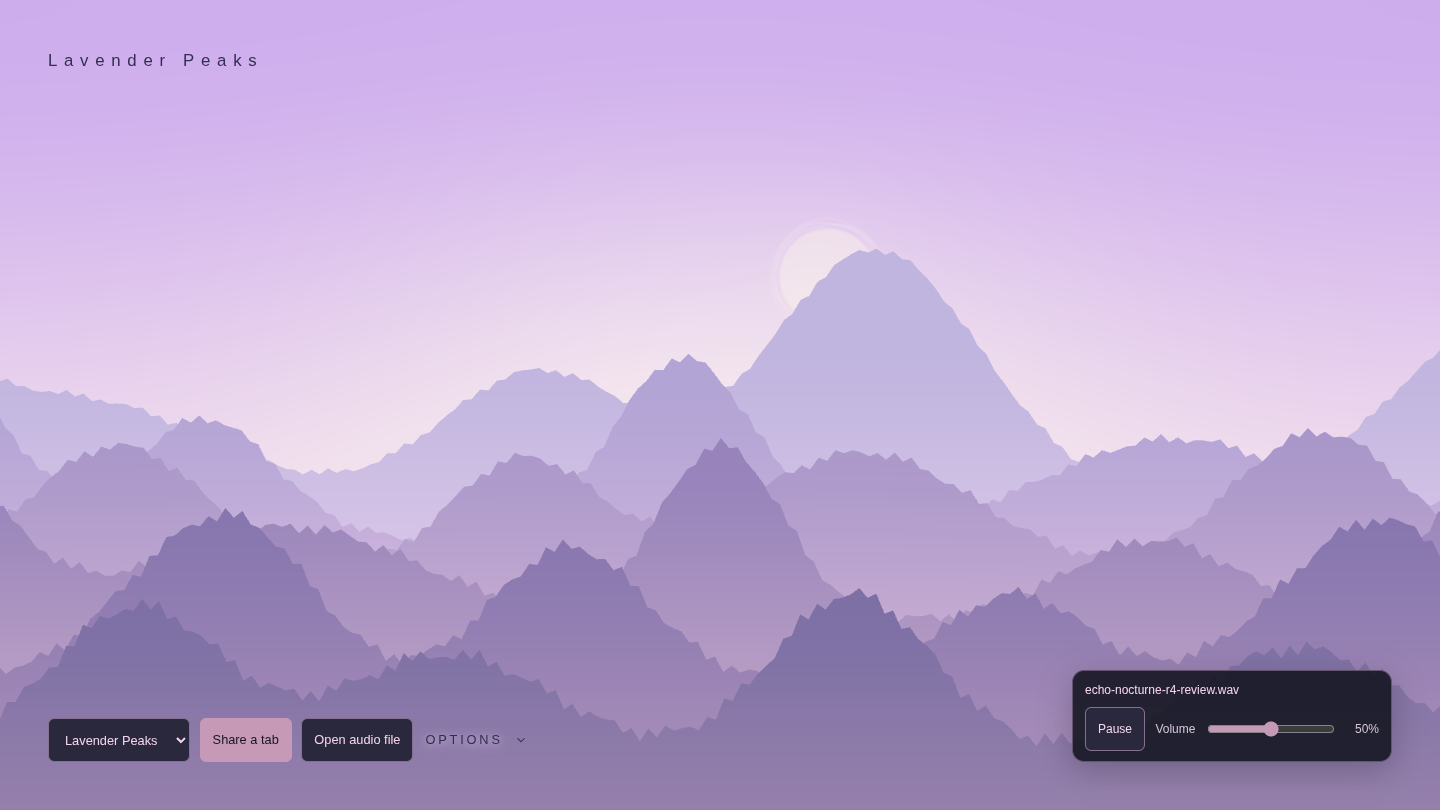 Lavender Peaks
echo-nocturne-r4-review.wav
Pause Volume 50%
Lavender Peaks Share a tab Open audio file OPTIONS